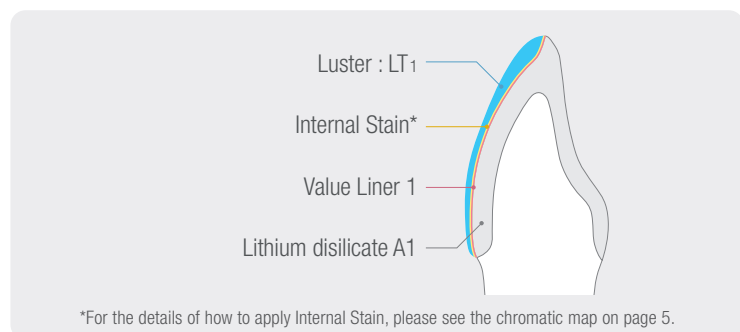 Luster : LT1
Internal Stain*
Value Liner 1
Lithium disilicate A1
*For the details of how to apply Internal Stain, please see the chromatic map on page 5.